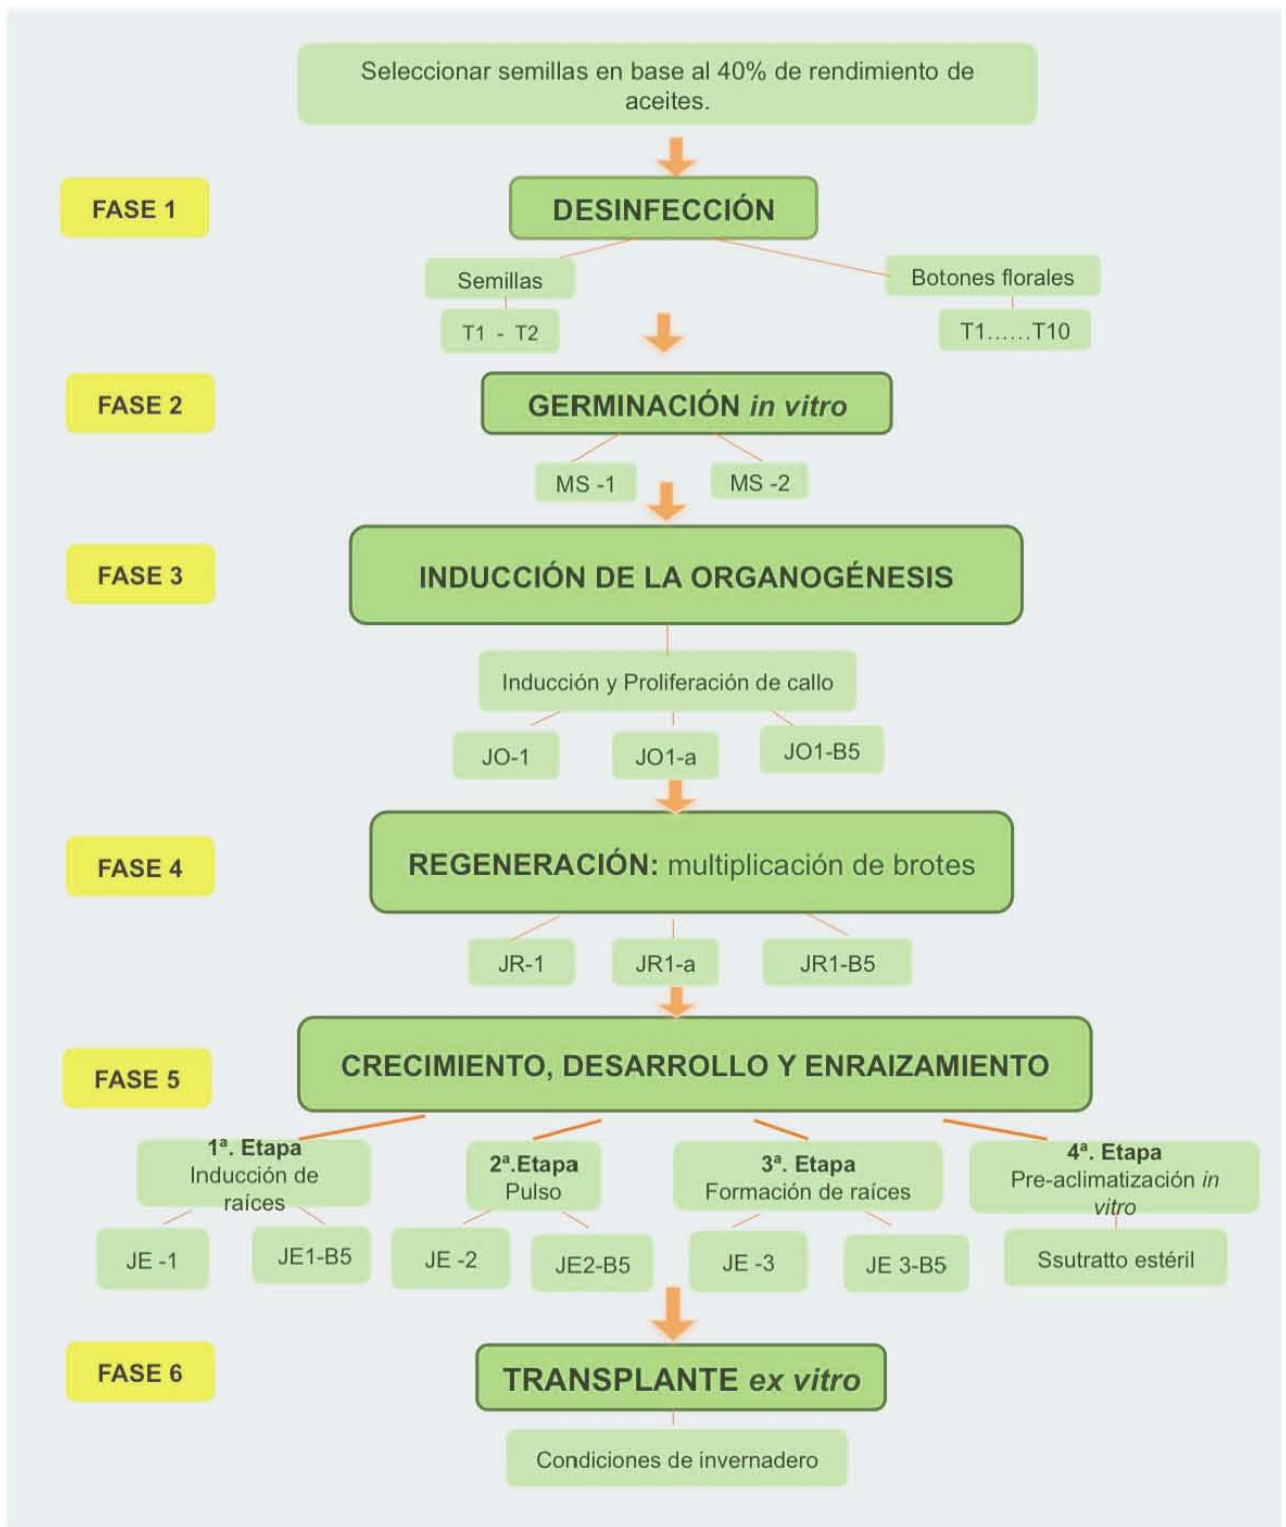 Seleccionar semillas en base al 40% de rendimiento de
aceites.
FASE 1
DESINFECCIÓN
Semillas
Botones florales
T1 - T2
T1......T10
FASE 2
GERMINACIÓN in vitro
MS -1
MS -2
FASE 3
INDUCCIÓN DE LA ORGANOGÉNESIS
Inducción y Proliferación de callo
JO-1
JO1-a
JO1-B5
FASE 4
REGENERACIÓN: multiplicación de brotes
JR-1
JR1-a
JR1-B5
FASE 5
CRECIMIENTO, DESARROLLO Y ENRAIZAMIENTO
1ª. Etapa
Inducción de
raíces
2ª.Etapa
Pulso
3ª. Etapa
Formación de raíces
4ª. Etapa
Pre-aclimatización in
vitro
JE -1
JE1-B5
JE -2
JE2-B5
JE -3
JE 3-B5
Ssutratto estéril
FASE 6
TRANSPLANTE ex vitro
Condiciones de invernadero